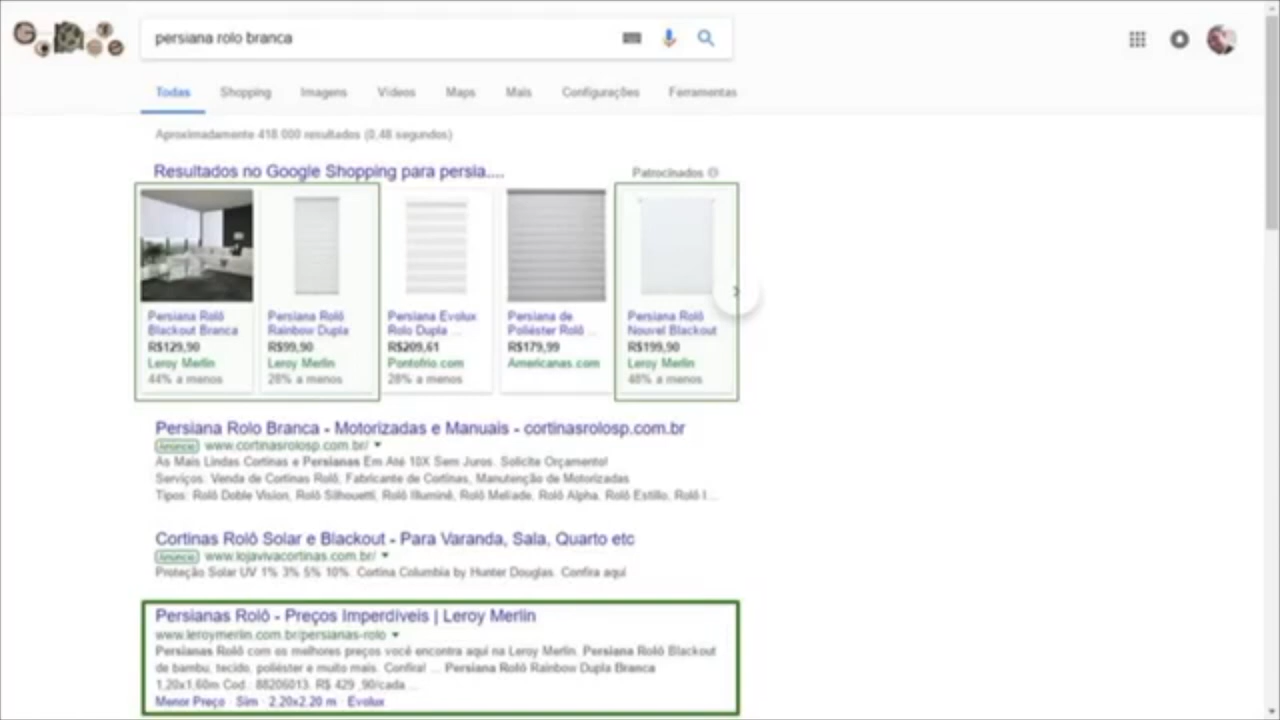 persiana rolo branca
Todas Shopping Imagens Vídeos Maps Mais Configurações Ferramentas
Aproximadamente 418.000 resultados (0,48 segundos)
Resultados no Google Shopping para persia....
Patrocinados
Persiana Rolô
Blackout Branca
R$129,90
Leroy Merlin
44% a menos
Persiana Rolô
Rainbow Dupla
R$99,90
Leroy Merlin
28% a menos
Persiana Evolux
Rolo Dupla ...
R$209,61
Pontofrio.com
28% a menos
Persiana de
Poliéster Rolô ...
R$179,99
Americanas.com
Persiana Rolô
Nouvel Blackout
R$199,90
Leroy Merlin
48% a menos
Persiana Rolo Branca - Motorizadas e Manuais - cortinasrolosp.com.br
Anúncio www.cortinasrolosp.com.br/
As Mais Lindas Cortinas e Persianas Em Até 10X Sem Juros. Solicite Orçamento!
Serviços: Venda de Cortinas Rolô, Fabricante de Cortinas, Manutenção de Motorizadas
Tipos: Rolô Doble Vision, Rolô Silhouetti, Rolô Illuminê, Rolô Meliade, Rolô Alpha, Rolô Estillo, Rolô I...
Cortinas Rolô Solar e Blackout - Para Varanda, Sala, Quarto etc
Anúncio www.lojavivacortinas.com.br/
Proteção Solar UV 1% 3% 5% 10%. Cortina Columbia by Hunter Douglas. Confira aqui
Persianas Rolô - Preços Imperdíveis | Leroy Merlin
www.leroymerlin.com.br/persianas-rolo
Persianas Rolô com os melhores preços você encontra aqui na Leroy Merlin. Persiana Rolô Blackout
de bambu, tecido, poliéster e muito mais. Confira! ... Persiana Rolô Rainbow Dupla Branca
1,20x1,60m Cod.: 88206013. R$ 429 ,90/cada ...
Menor Preço · Sim · 2,20x2,20 m · Evolux